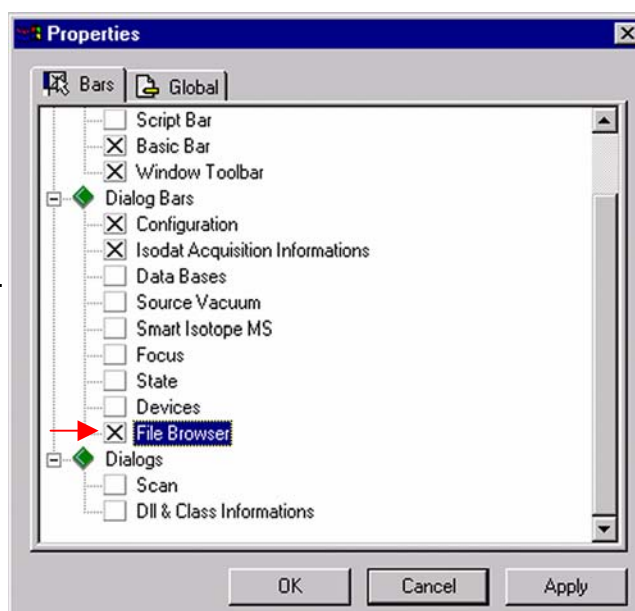 Properties
Bars Global
Script Bar
Basic Bar
Window Toolbar
Dialog Bars
Configuration
Isodat Acquisition Informations
Data Bases
Source Vacuum
Smart Isotope MS
Focus
State
Devices
File Browser
Dialogs
Scan
Dll & Class Informations
OK Cancel Apply